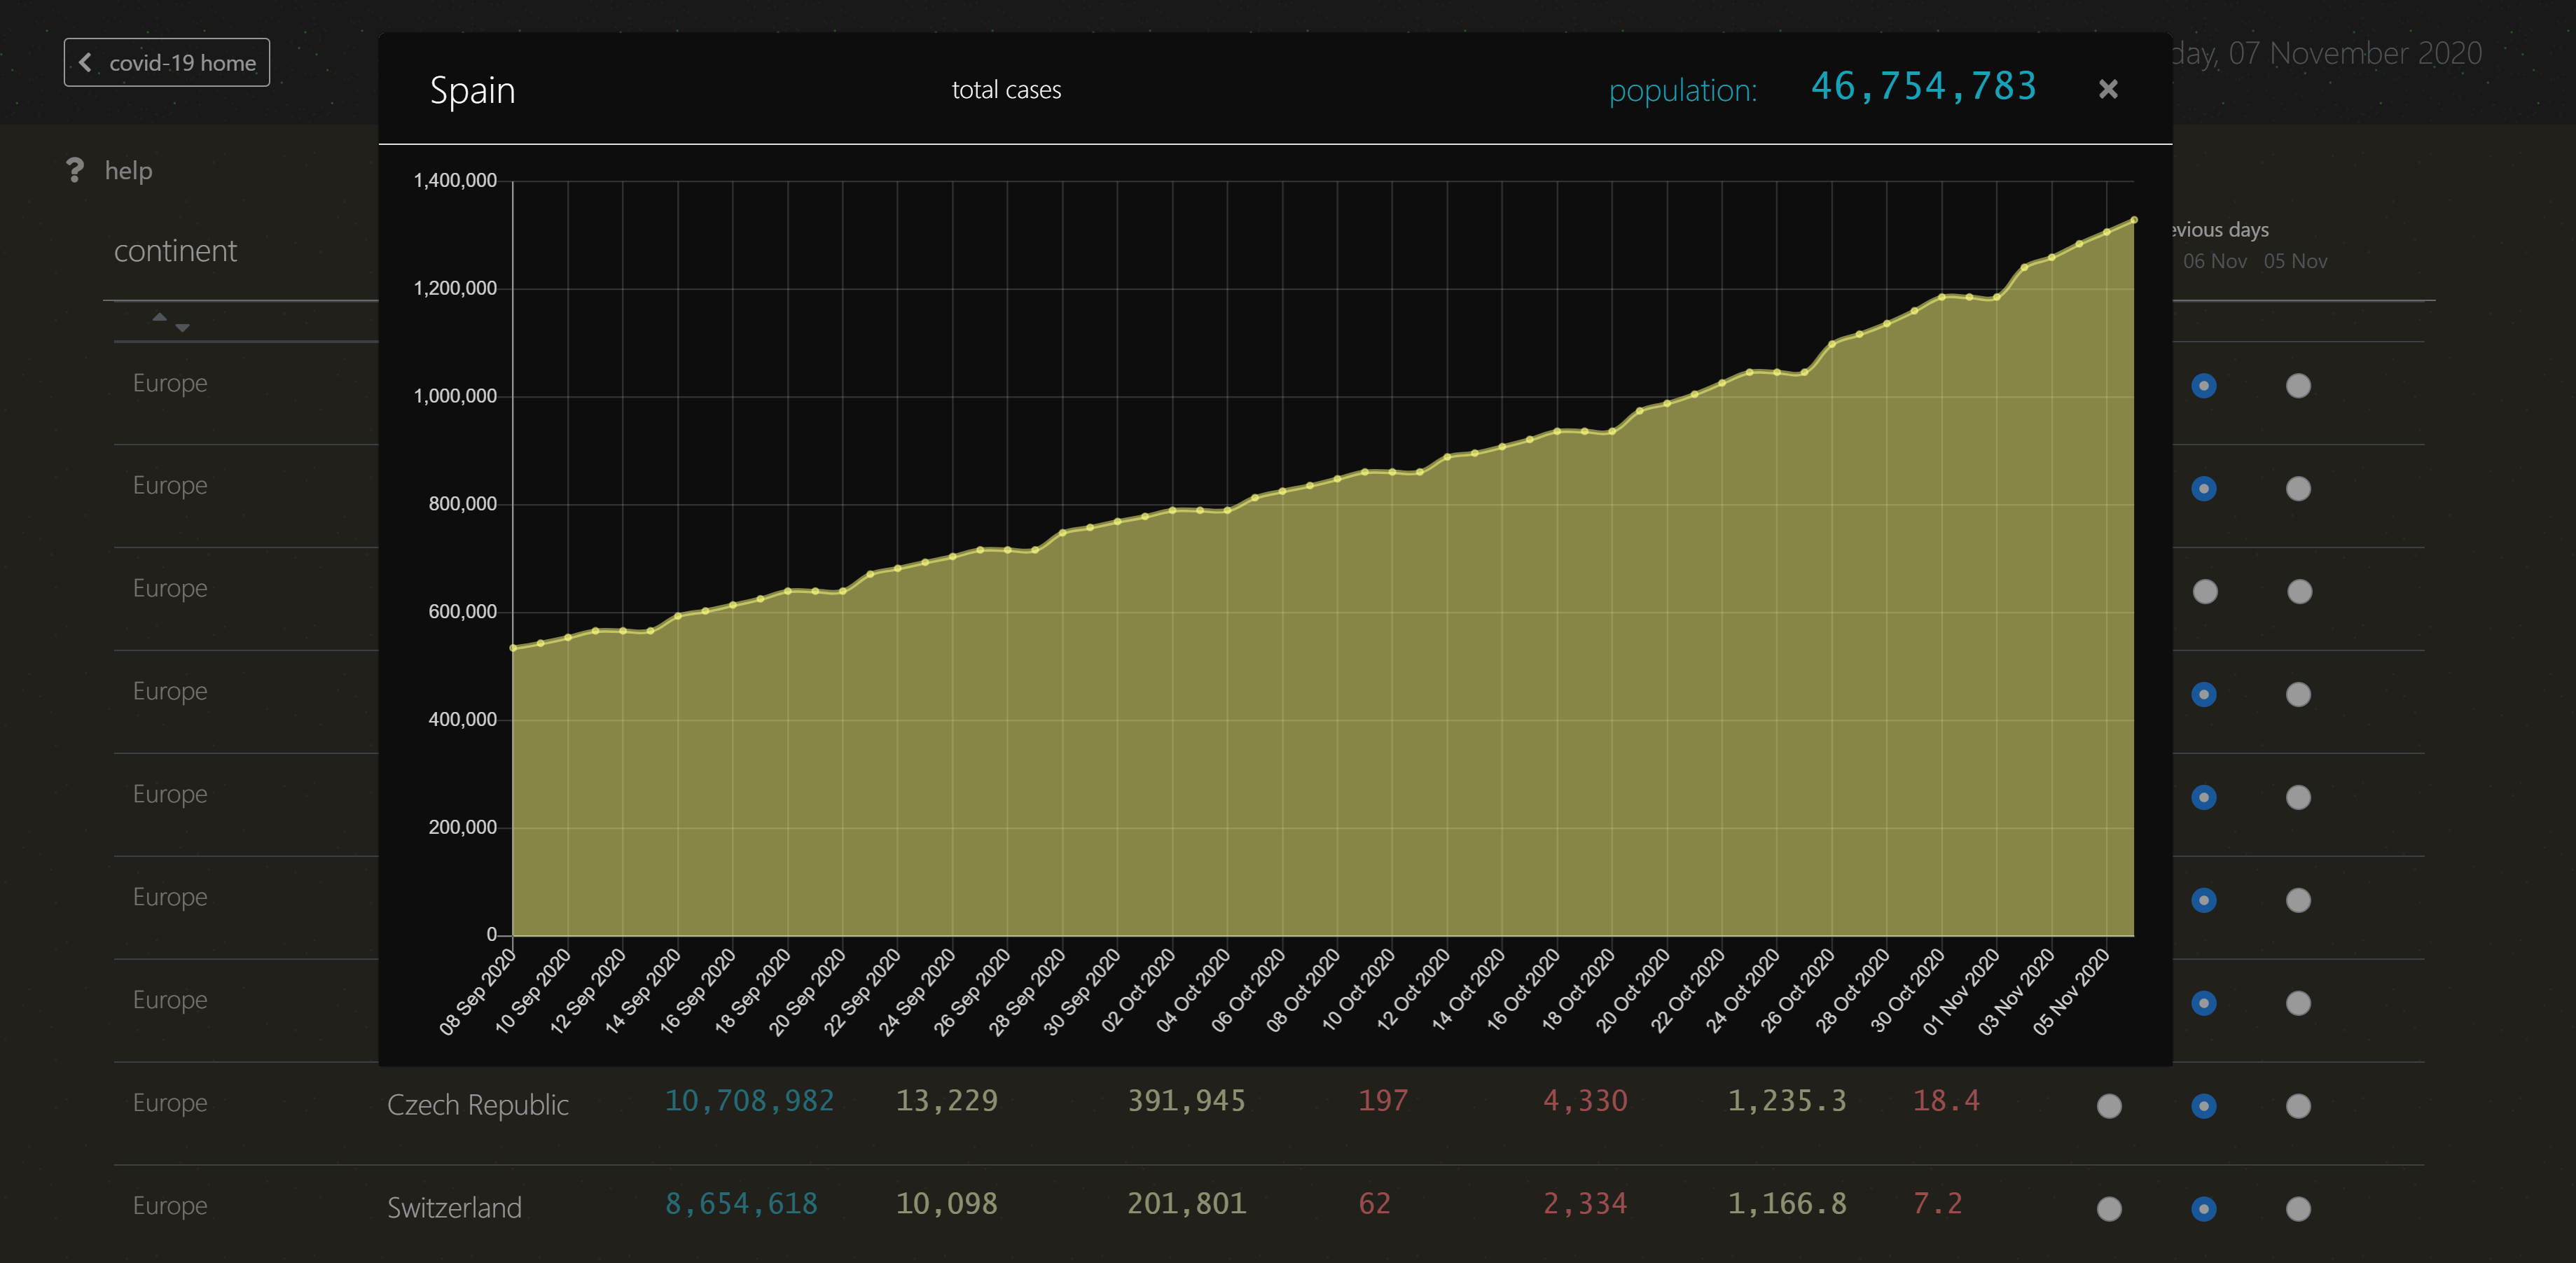 covid-19 home
day, 07 November 2020
Spain total cases population: 46,754,783 ×
? help
continent
evious days
06 Nov 05 Nov
1,400,000
1,200,000
1,000,000
800,000
600,000
400,000
200,000
0
08 Sep 2020 10 Sep 2020 12 Sep 2020 14 Sep 2020 16 Sep 2020 18 Sep 2020 20 Sep 2020 22 Sep 2020 24 Sep 2020 26 Sep 2020 28 Sep 2020 30 Sep 2020 02 Oct 2020 04 Oct 2020 06 Oct 2020 08 Oct 2020 10 Oct 2020 12 Oct 2020 14 Oct 2020 16 Oct 2020 18 Oct 2020 20 Oct 2020 22 Oct 2020 24 Oct 2020 26 Oct 2020 28 Oct 2020 30 Oct 2020 01 Nov 2020 03 Nov 2020 05 Nov 2020
Europe
Europe
Europe
Europe
Europe
Europe
Europe
Europe Czech Republic 10,708,982 13,229 391,945 197 4,330 1,235.3 18.4
Europe Switzerland 8,654,618 10,098 201,801 62 2,334 1,166.8 7.2